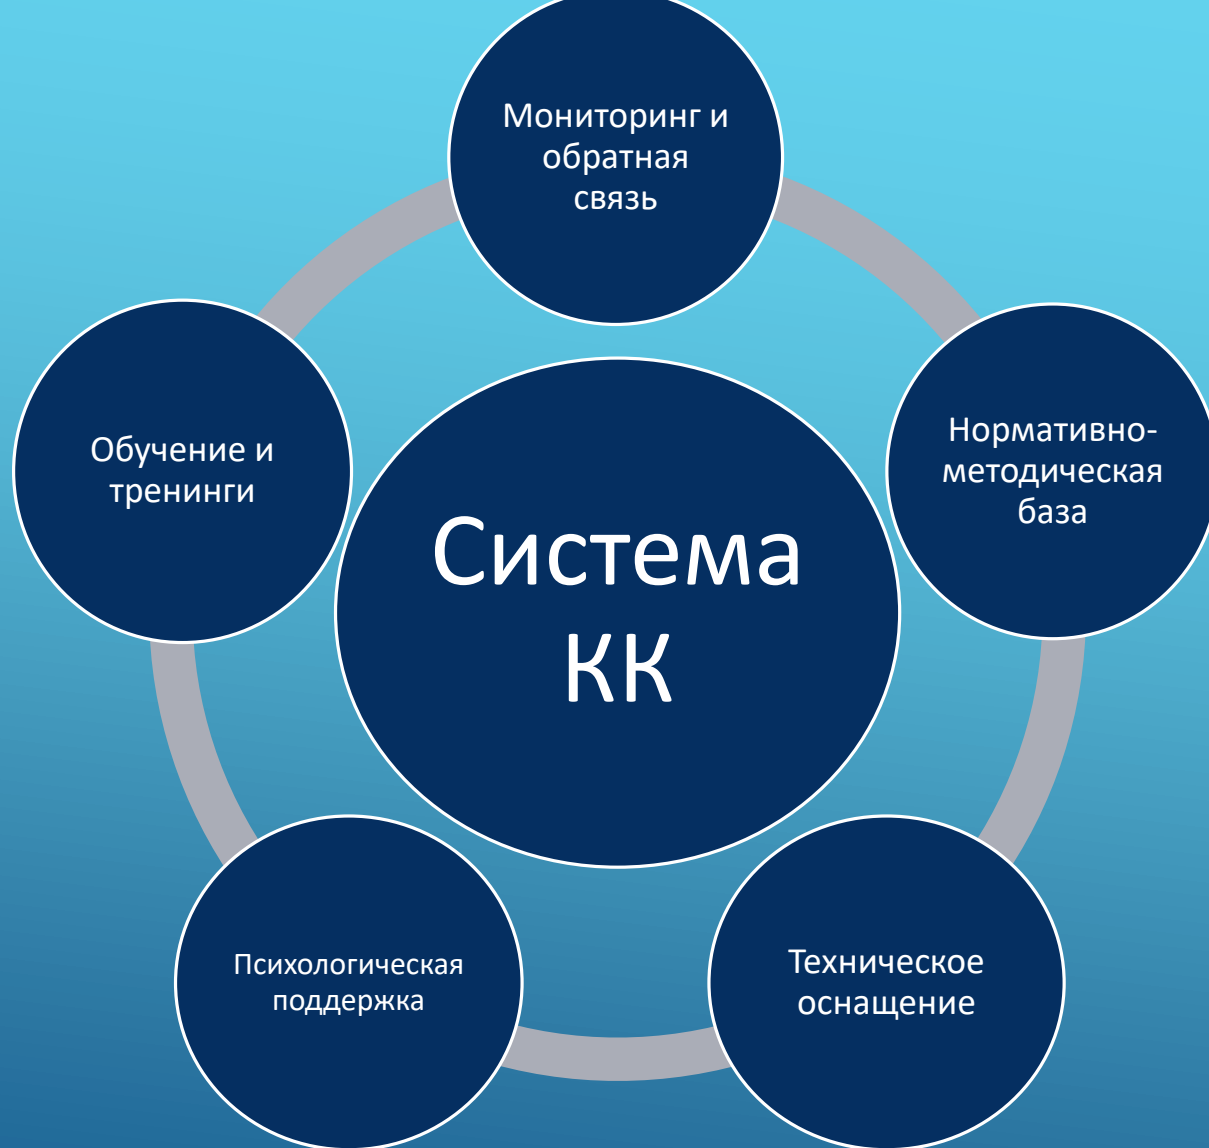 Мониторинг и
обратная
связь
Обучение и
тренинги
Нормативно-
методическая
база
Система
КК
Психологическая
поддержка
Техническое
оснащение